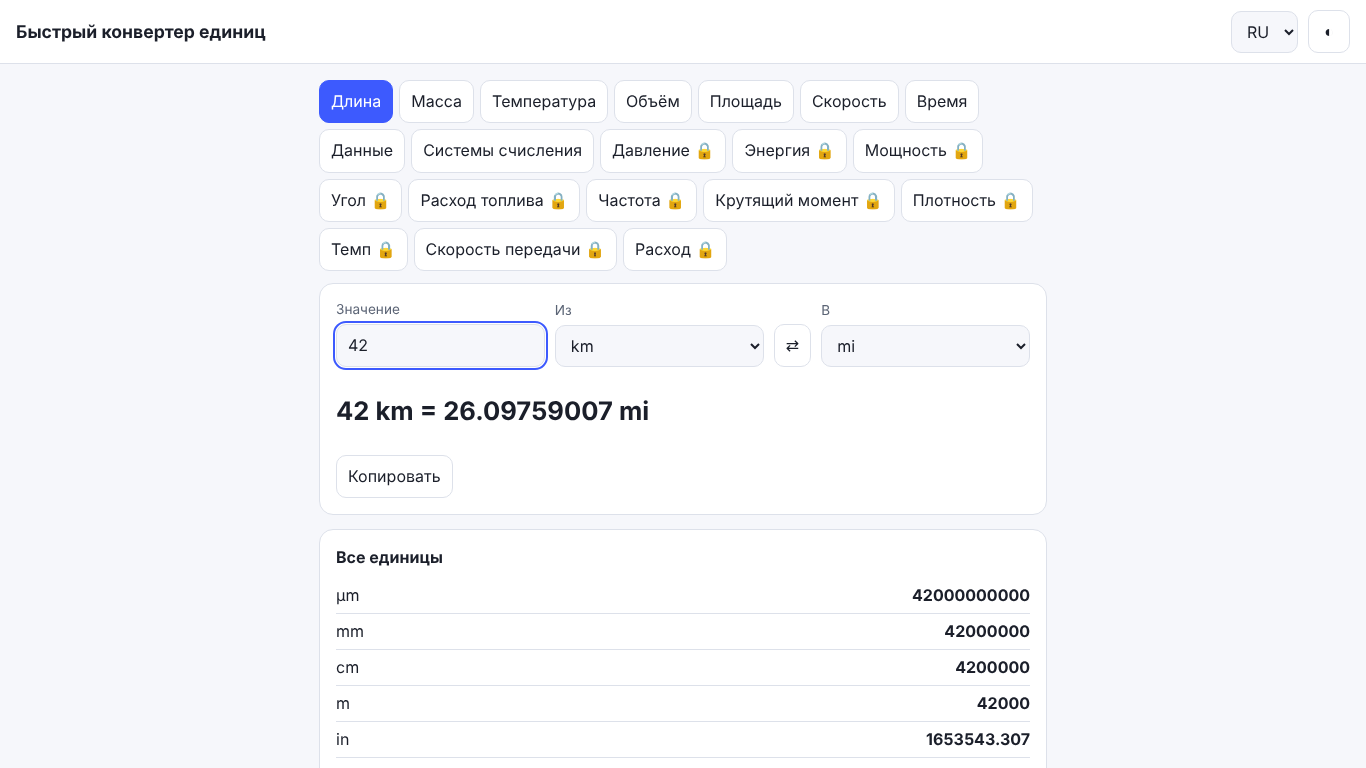 Быстрый конвертер единиц
RU
Длина Масса Температура Объём Площадь Скорость Время
Данные Системы счисления Давление 🔒 Энергия 🔒 Мощность 🔒
Угол 🔒 Расход топлива 🔒 Частота 🔒 Крутящий момент 🔒 Плотность 🔒
Темп 🔒 Скорость передачи 🔒 Расход 🔒
Значение Из В
42 km ⇄ mi
42 km = 26.09759007 mi
Копировать
Все единицы
µm 42000000000
mm 42000000
cm 4200000
m 42000
in 1653543.307